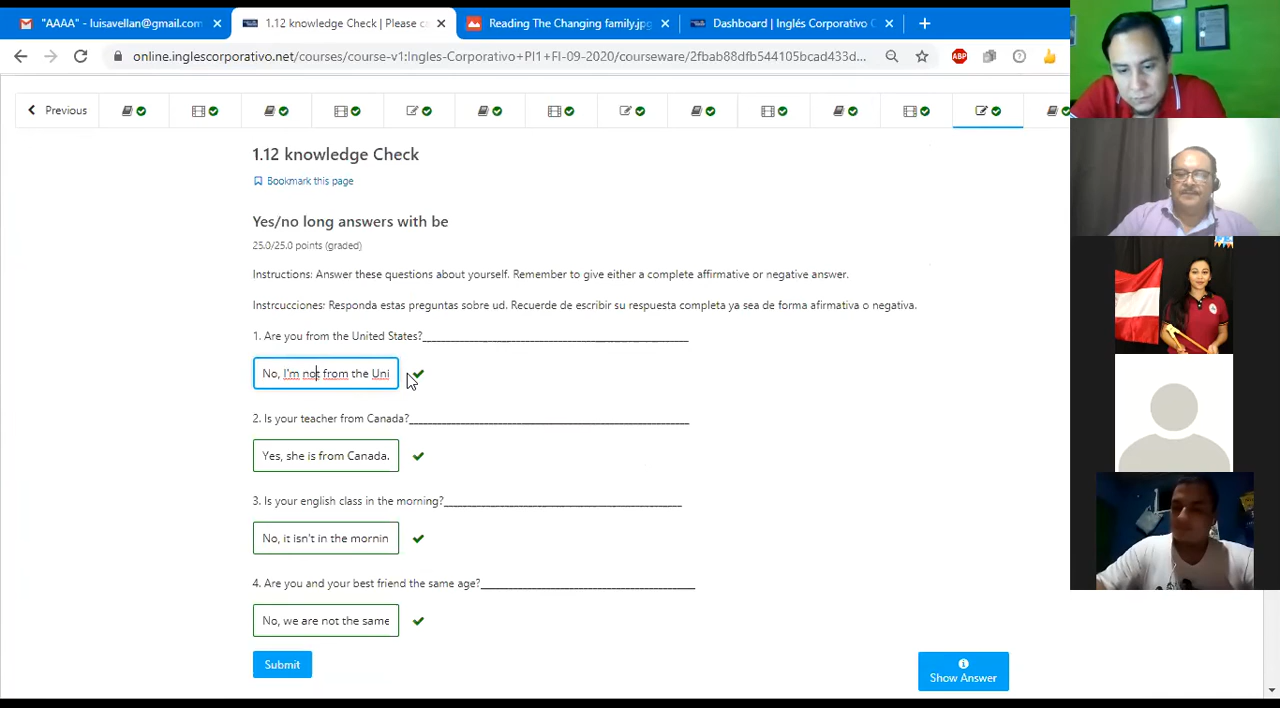 "AAAA" - luisavellan@gmail.com
1.12 knowledge Check | Please ca
Reading The Changing family.jpg
Dashboard | Inglés Corporativo C
online.inglescorporativo.net/courses/course-v1:Ingles-Corporativo+PI1+FI-09-2020/courseware/2fbab88dfb544105bcad433d...
ABP
Previous
1.12 knowledge Check
Bookmark this page
Yes/no long answers with be
25.0/25.0 points (graded)
Instructions: Answer these questions about yourself. Remember to give either a complete affirmative or negative answer.
Instrcucciones: Responda estas preguntas sobre ud. Recuerde de escribir su respuesta completa ya sea de forma afirmativa o negativa.
1. Are you from the United States?
No, I'm not from the Uni
2. Is your teacher from Canada?
Yes, she is from Canada.
3. Is your english class in the morning?
No, it isn't in the mornin
4. Are you and your best friend the same age?
No, we are not the same
Submit
Show Answer